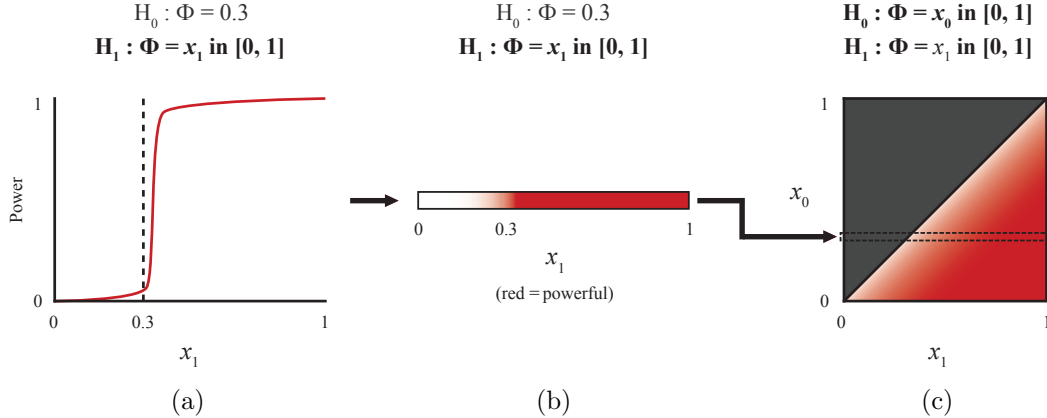 H₀ : Φ = 0.3
H₁ : Φ = x₁ in [0, 1]
1
Power
0
0
0.3
1
x₁
(a)
H₀ : Φ = 0.3
H₁ : Φ = x₁ in [0, 1]
0
0.3
1
x₁
(red = powerful)
(b)
H₀ : Φ = x₀ in [0, 1]
H₁ : Φ = x₁ in [0, 1]
1
x₀
0
0
1
x₁
(c)